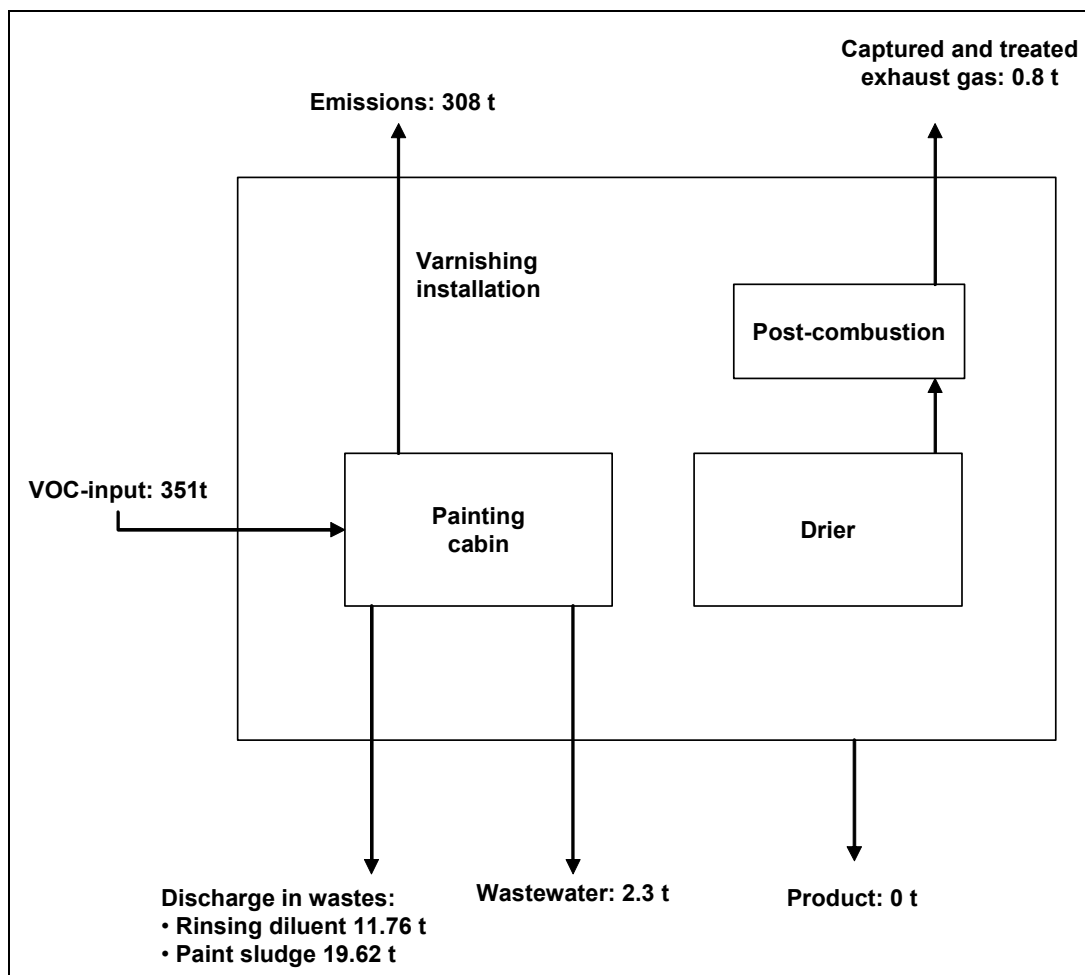 Captured and treated
exhaust gas: 0.8 t
Emissions: 308 t
Varnishing
installation
Post-combustion
VOC-input: 351t
Painting
cabin
Drier
Discharge in wastes:
• Rinsing diluent 11.76 t
• Paint sludge 19.62 t
Wastewater: 2.3 t
Product: 0 t